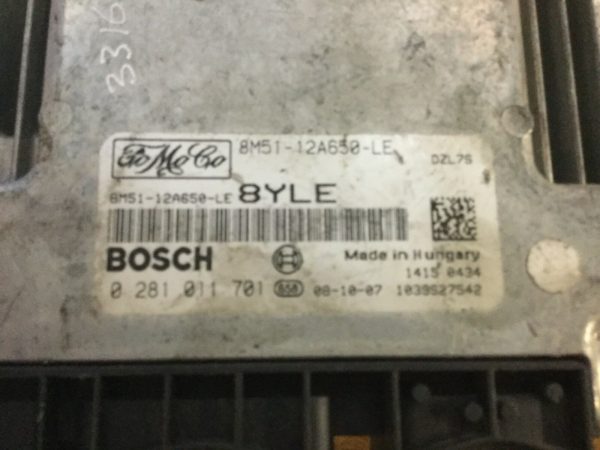 3316
FoMoCo
8M51-12A650-LE
DZL7S
8M51-12A650-LE 8YLE
BOSCH
Made in Hungary
1415 0434
0 281 011 701
08-10-07 1039S27542